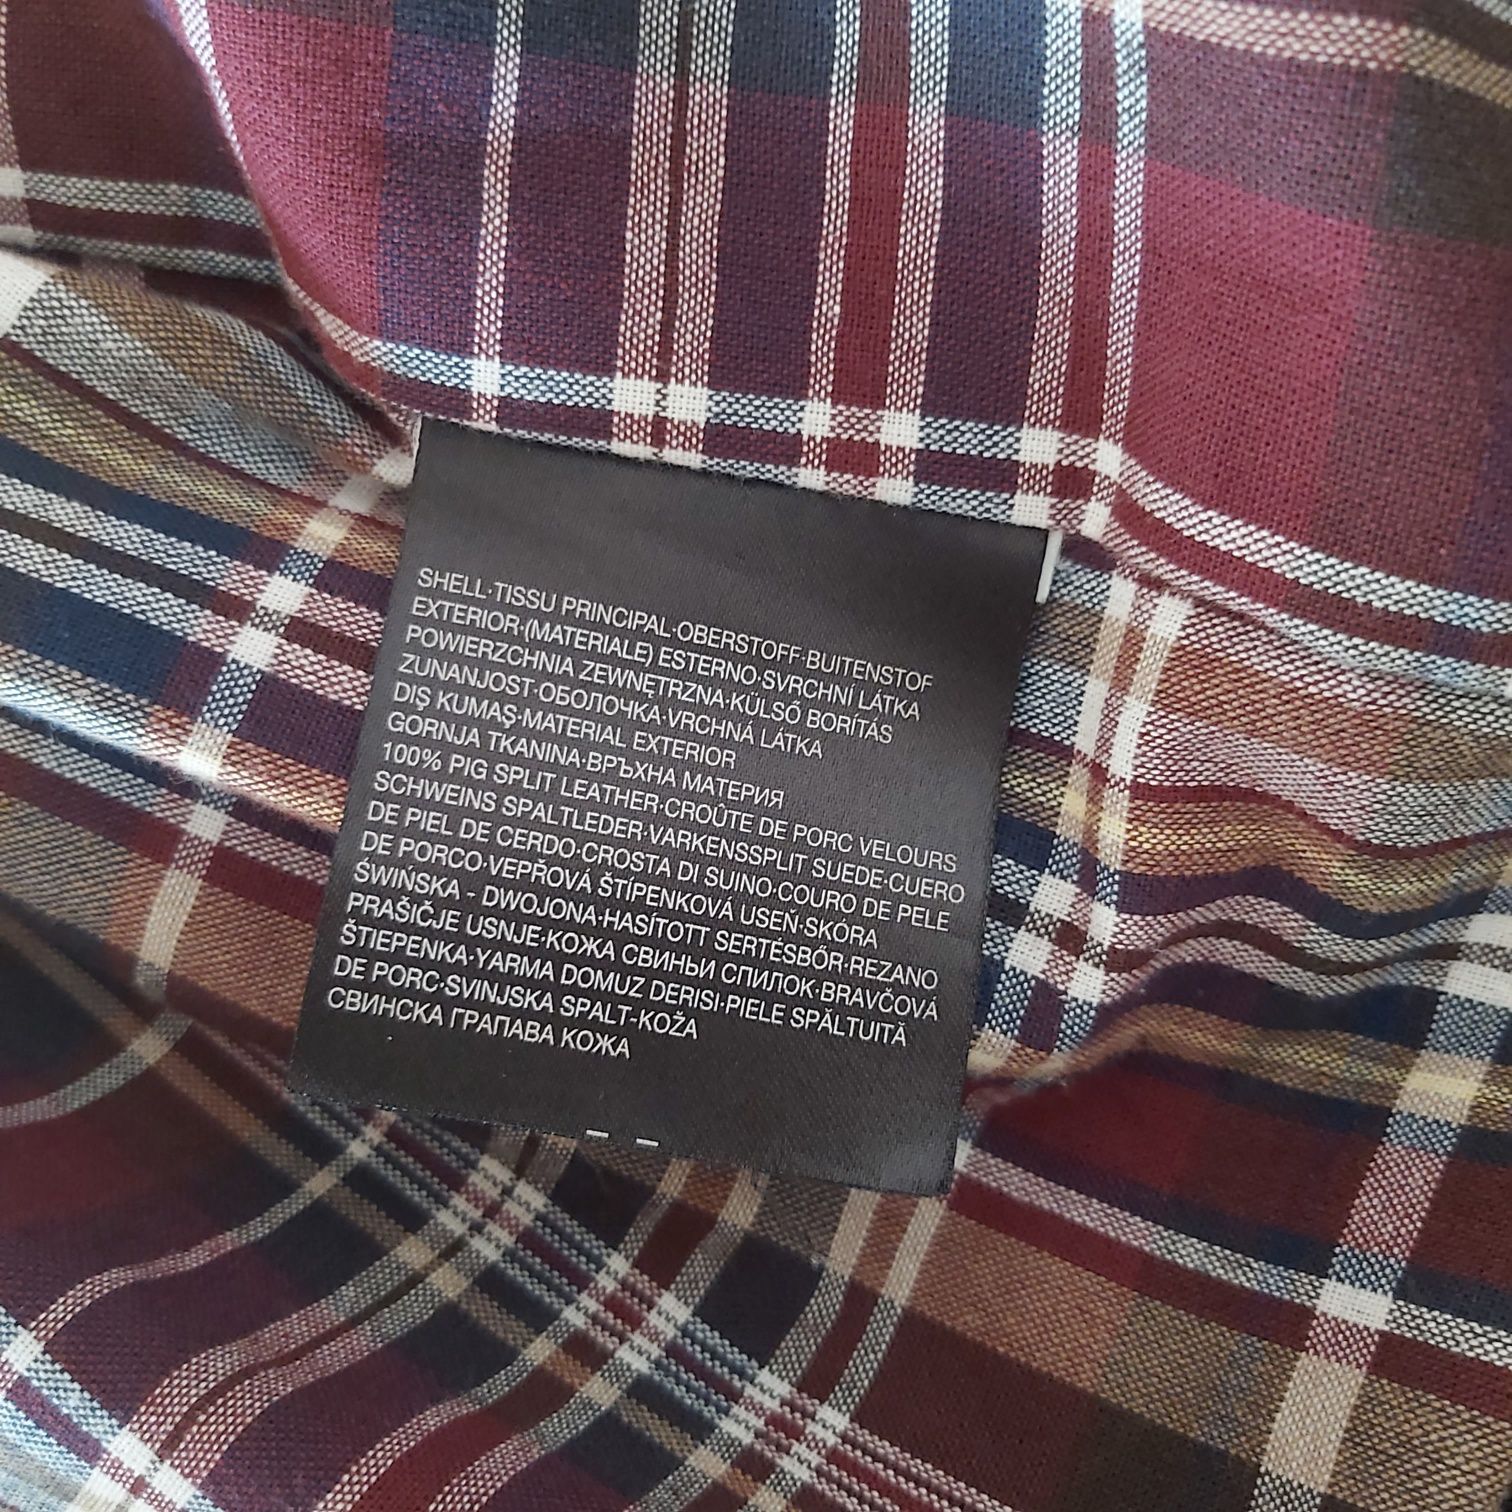 SHELL·TISSU PRINCIPAL·OBERSTOFF·BUITENSTOF
EXTERIOR·(MATERIALE) ESTERNO·SVRCHNÍ LÁTKA
POWIERZCHNIA ZEWNĘTRZNA·KÜLSŐ BORÍTÁS
ZUNANJOST·ОБОЛОЧКА·VRCHNÁ LÁTKA
DIŞ KUMAŞ·MATERIAL EXTERIOR
GORNJA TKANINA·ВРЪХНА МАТЕРИЯ
100% PIG SPLIT LEATHER·CROÛTE DE PORC VELOURS
SCHWEINS SPALTLEDER·VARKENSSPLIT SUEDE·CUERO
DE PIEL DE CERDO·CROSTA DI SUINO·COURO DE PELE
DE PORCO·VEPŘOVÁ ŠTÍPENKOVÁ USEŇ·SKÓRA
ŚWIŃSKA - DWOJONA·HASÍTOTT SERTÉSBŐR·REZANO
PRAŠIČJE USNJE·КОЖА СВИНЬИ СПИЛОК·BRAVČOVÁ
ŠTIEPENKA·YARMA DOMUZ DERISI·PIELE SPĂLTUITĂ
DE PORC·SVINJSKA SPALT-KOŽA
СВИНСКА ГРАПАВА КОЖА